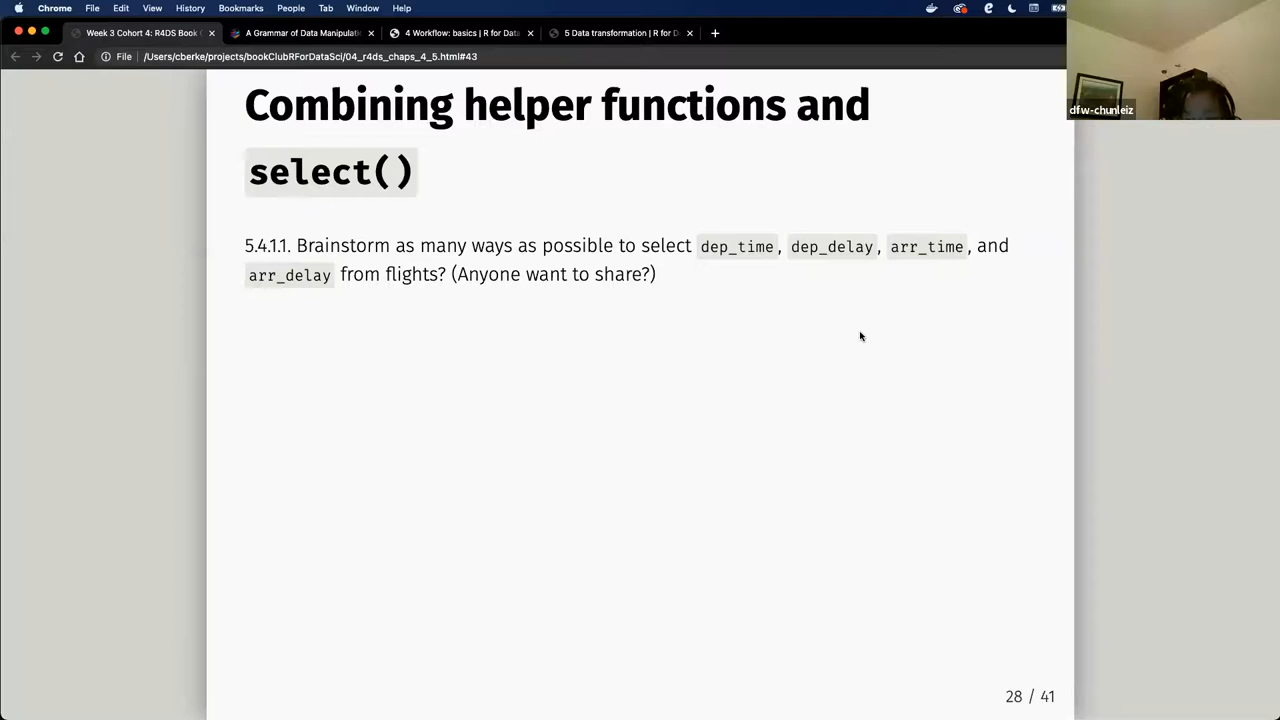 Chrome File Edit View History Bookmarks People Tab Window Help
Week 3 Cohort 4: R4DS Book
A Grammar of Data Manipulati
4 Workflow: basics | R for Data
5 Data transformation | R for D
File /Users/cberke/projects/bookClubRForDataSci/04_r4ds_chaps_4_5.html#43
dfw-chunleiz
Combining helper functions and
select()
5.4.1.1. Brainstorm as many ways as possible to select dep_time, dep_delay, arr_time, and
arr_delay from flights? (Anyone want to share?)
28 / 41